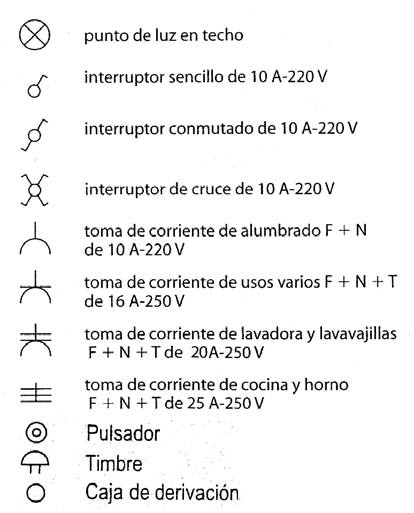 punto de luz en techo
interruptor sencillo de 10 A-220 V
interruptor conmutado de 10 A-220 V
interruptor de cruce de 10 A-220 V
toma de corriente de alumbrado F + N
de 10 A-220 V
toma de corriente de usos varios F + N + T
de 16 A-250 V
toma de corriente de lavadora y lavavajillas
F + N + T de 20A-250 V
toma de corriente de cocina y horno
F + N + T de 25 A-250 V
Pulsador
Timbre
Caja de derivación